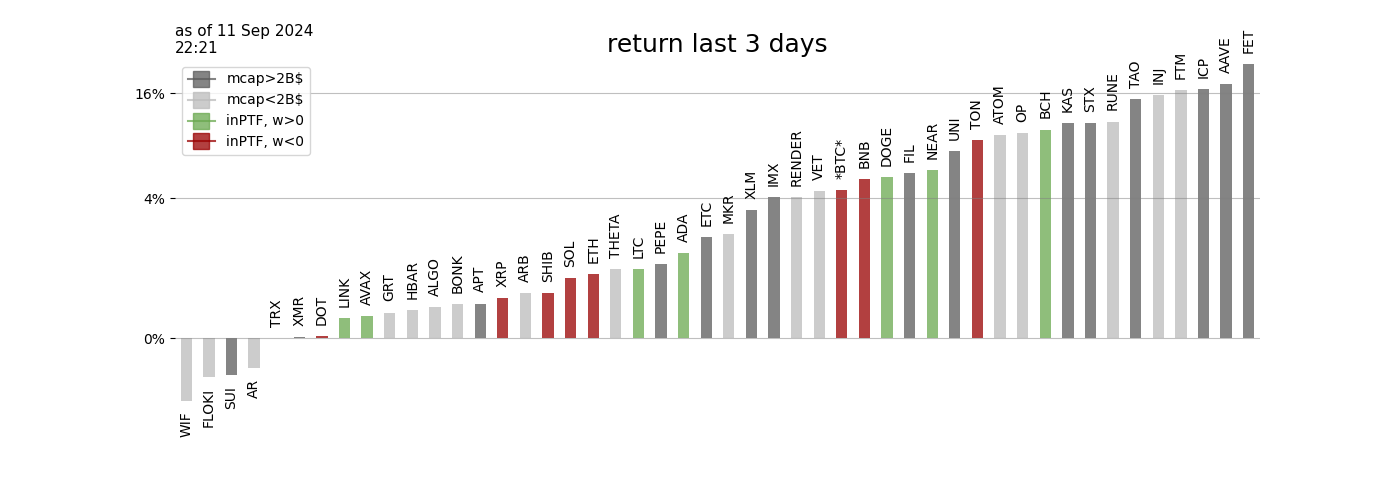 as of 11 Sep 2024
22:21
return last 3 days
mcap>2B$
mcap<2B$
inPTF, w>0
inPTF, w<0
16%
4%
0%
WIF
FLOKI
SUI
AR
TRX
XMR
DOT
LINK
AVAX
GRT
HBAR
ALGO
BONK
APT
XRP
ARB
SHIB
SOL
ETH
THETA
LTC
PEPE
ADA
ETC
MKR
XLM
IMX
RENDER
VET
*BTC*
BNB
DOGE
FIL
NEAR
UNI
TON
ATOM
OP
BCH
KAS
STX
RUNE
TAO
INJ
FTM
ICP
AAVE
FET